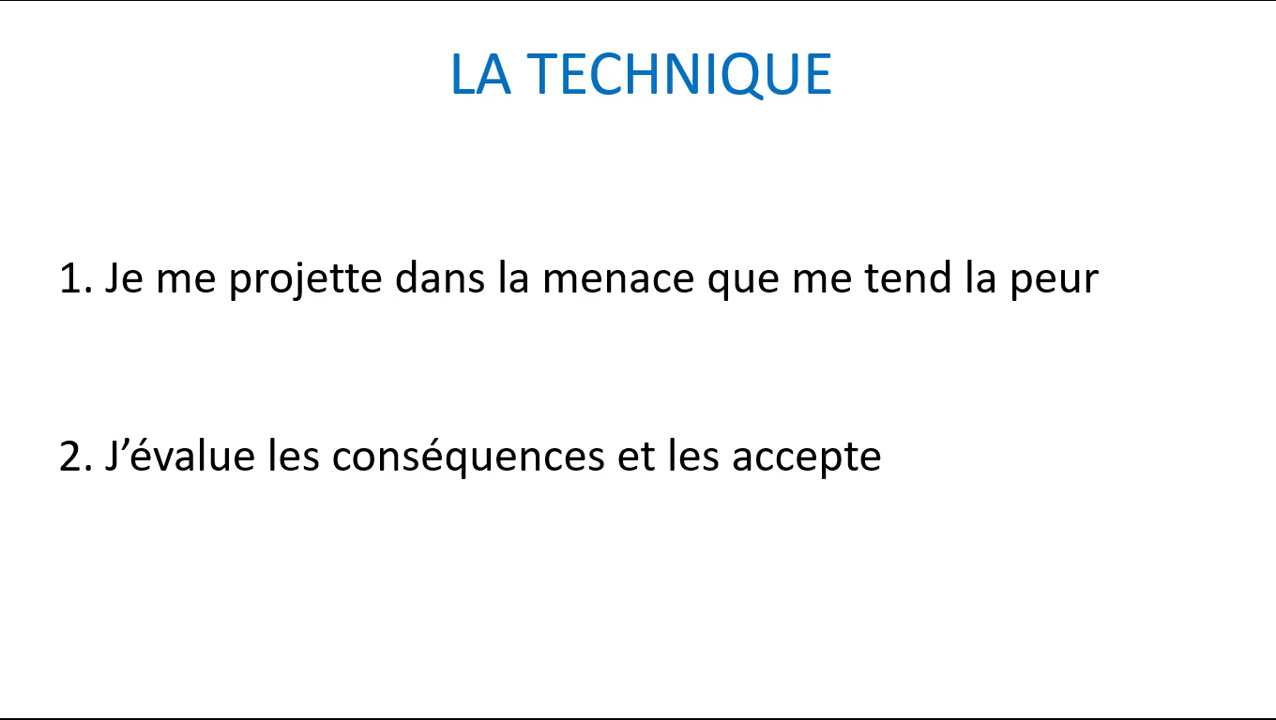 LA TECHNIQUE
1. Je me projette dans la menace que me tend la peur
2. J’évalue les conséquences et les accepte